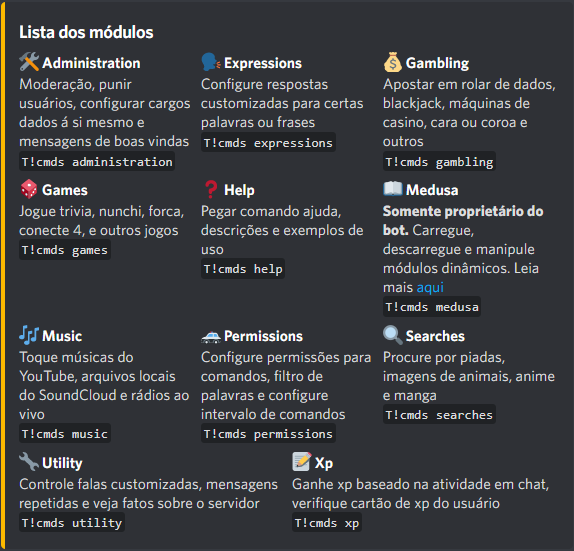 Lista dos módulos
Administration
Moderação, punir
usuários, configurar cargos
dados á si mesmo e
mensagens de boas vindas
T!cmds administration
Expressions
Configure respostas
customizadas para certas
palavras ou frases
T!cmds expressions
Gambling
Apostar em rolar de dados,
blackjack, máquinas de
casino, cara ou coroa e
outros
T!cmds gambling
Games
Jogue trivia, nunchi, forca,
conecte 4, e outros jogos
T!cmds games
Help
Pegar comando ajuda,
descrições e exemplos de
uso
T!cmds help
Medusa
Somente proprietário do
bot. Carregue,
descarregue e manipule
módulos dinâmicos. Leia
mais aqui
T!cmds medusa
Music
Toque músicas do
YouTube, arquivos locais
do SoundCloud e rádios ao
vivo
T!cmds music
Permissions
Configure permissões para
comandos, filtro de
palavras e configure
intervalo de comandos
T!cmds permissions
Searches
Procure por piadas,
imagens de animais, anime
e manga
T!cmds searches
Utility
Controle falas customizadas, mensagens
repetidas e veja fatos sobre o servidor
T!cmds utility
Xp
Ganhe xp baseado na atividade em chat,
verifique cartão de xp do usuário
T!cmds xp